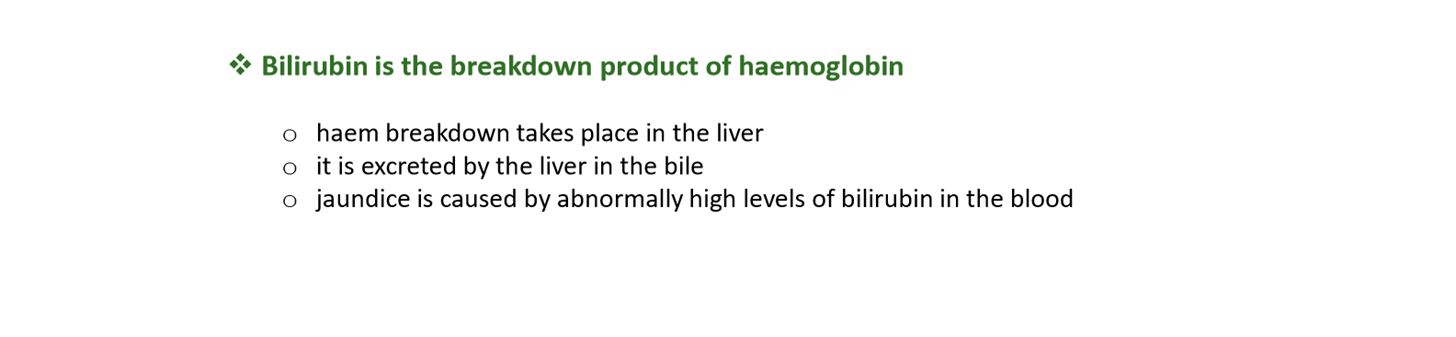 ❖ Bilirubin is the breakdown product of haemoglobin
o haem breakdown takes place in the liver
o it is excreted by the liver in the bile
o jaundice is caused by abnormally high levels of bilirubin in the blood